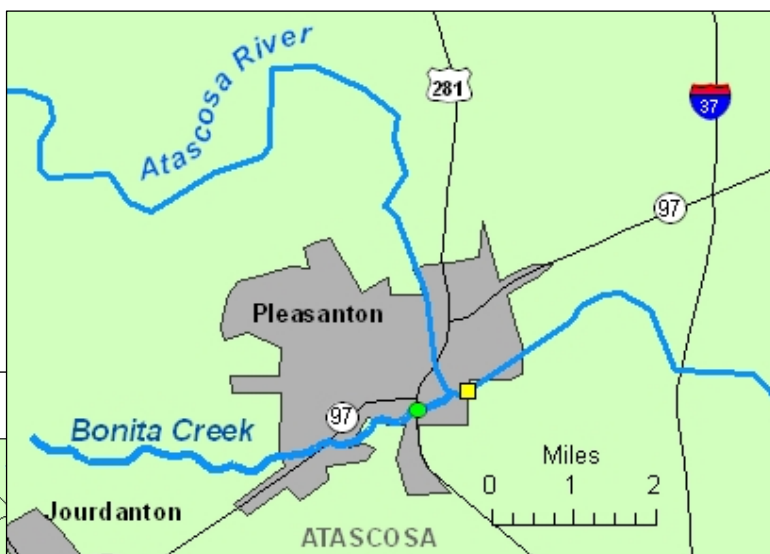 Atascosa River
281
37
97
Pleasanton
97
Bonita Creek
Miles
0 1 2
Jourdanton
ATASCOSA